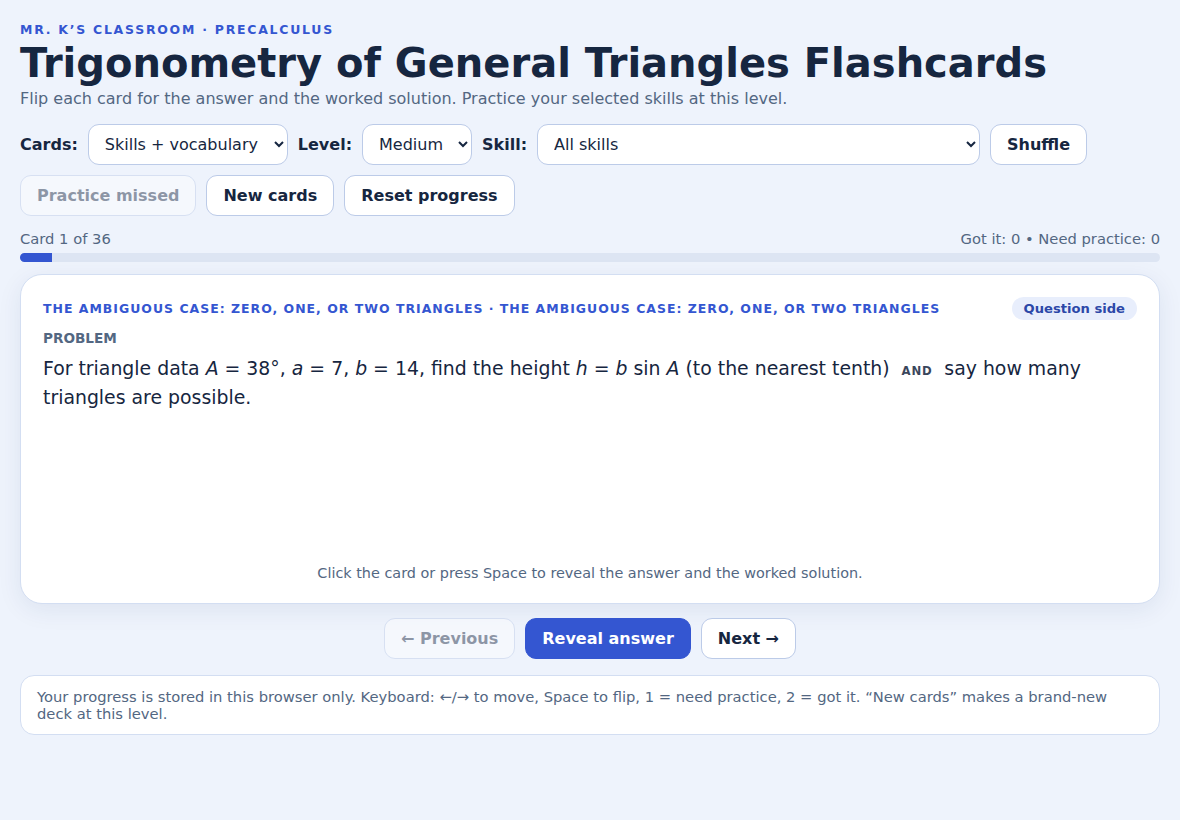 MR. K’S CLASSROOM · PRECALCULUS
Trigonometry of General Triangles Flashcards
Flip each card for the answer and the worked solution. Practice your selected skills at this level.
Cards: Skills + vocabulary Level: Medium Skill: All skills Shuffle
Practice missed New cards Reset progress
Card 1 of 36 Got it: 0 • Need practice: 0
THE AMBIGUOUS CASE: ZERO, ONE, OR TWO TRIANGLES · THE AMBIGUOUS CASE: ZERO, ONE, OR TWO TRIANGLES Question side
PROBLEM
For triangle data A = 38°, a = 7, b = 14, find the height h = b sin A (to the nearest tenth) AND say how many
triangles are possible.
Click the card or press Space to reveal the answer and the worked solution.
← Previous Reveal answer Next →
Your progress is stored in this browser only. Keyboard: ←/→ to move, Space to flip, 1 = need practice, 2 = got it. “New cards” makes a brand-new
deck at this level.